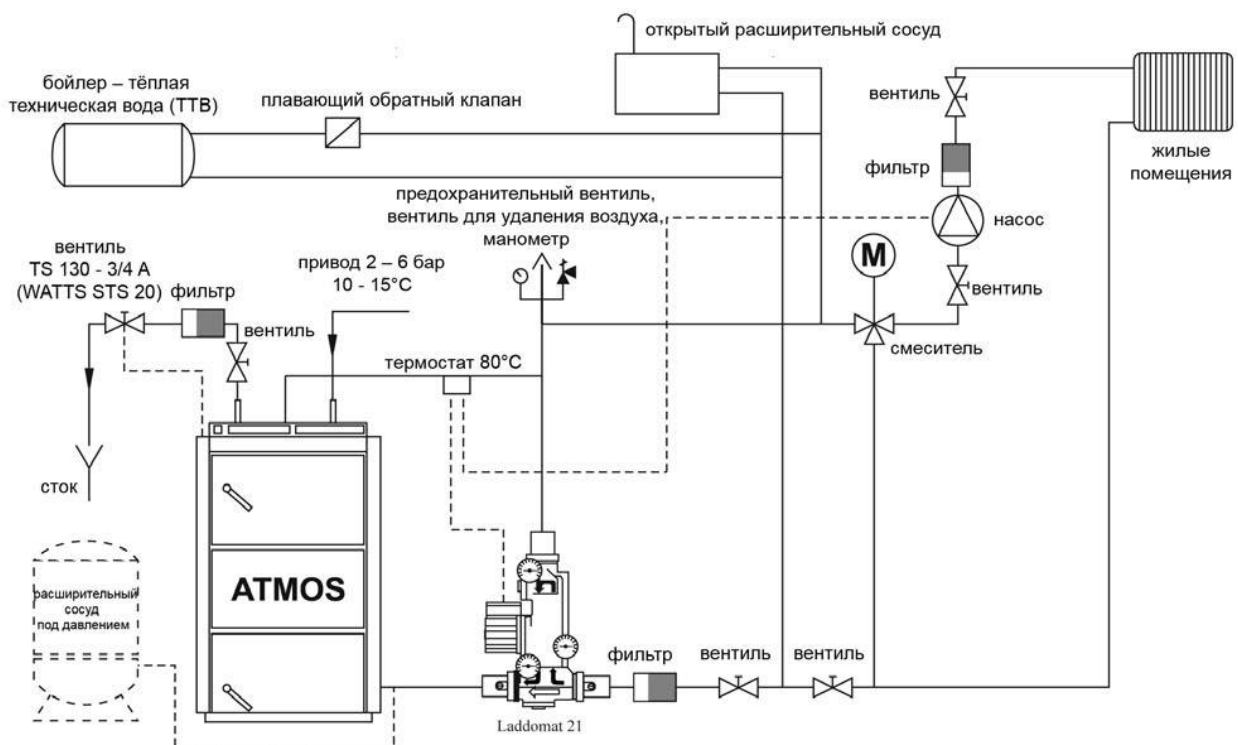 открытый расширительный сосуд
бойлер – тёплая
техническая вода (ТТВ)
плавающий обратный клапан
вентиль
жилые
помещения
фильтр
предохранительный вентиль,
вентиль для удаления воздуха,
манометр
насос
вентиль
TS 130 - 3/4 A
(WATTS STS 20)
фильтр
привод 2 – 6 бар
10 - 15°C
M
вентиль
вентиль
смеситель
термостат 80°C
сток
ATMOS
расширительный
сосуд
под давлением
фильтр
вентиль
вентиль
Laddomat 21